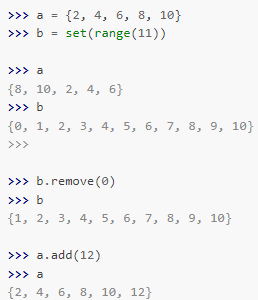 >>> a = {2, 4, 6, 8, 10}
>>> b = set(range(11))
>>> a
{8, 10, 2, 4, 6}
>>> b
{0, 1, 2, 3, 4, 5, 6, 7, 8, 9, 10}
>>>
>>> b.remove(0)
>>> b
{1, 2, 3, 4, 5, 6, 7, 8, 9, 10}
>>> a.add(12)
>>> a
{2, 4, 6, 8, 10, 12}